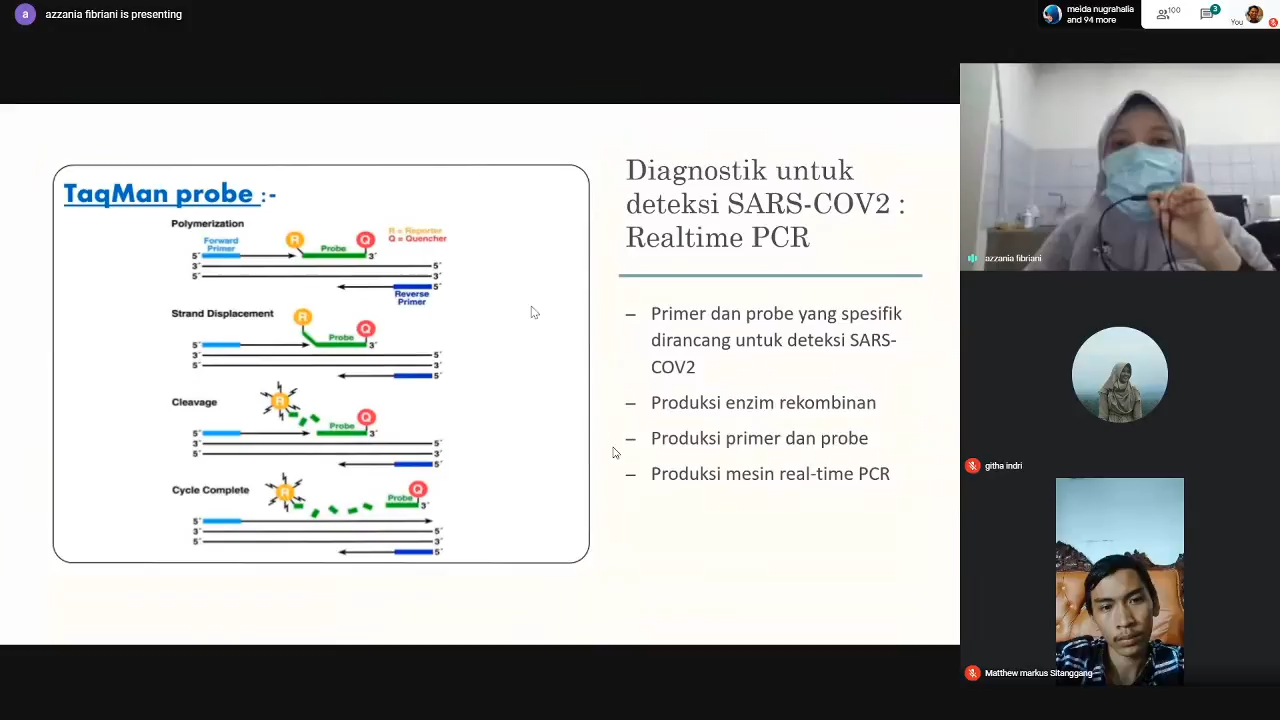 a azzania fibriani is presenting
meida nugrahalia
and 94 more
100
3
You
TaqMan probe :-
Polymerization
R = Reporter
Q = Quencher
Forward
Primer
R
Probe
Q
5'
3'
3'
5'
5'
3'
5'
Reverse
Primer
Strand Displacement
R
Probe
Q
5'
3'
3'
5'
5'
3'
5'
Cleavage
R
Probe
Q
5'
3'
3'
5'
5'
3'
5'
Cycle Complete
R
Probe
Q
3'
5'
3'
5'
5'
3'
5'
Diagnostik untuk
deteksi SARS-COV2 :
Realtime PCR
– Primer dan probe yang spesifik
dirancang untuk deteksi SARS-
COV2
– Produksi enzim rekombinan
– Produksi primer dan probe
– Produksi mesin real-time PCR
azzania fibriani
githa indri
Matthew markus Sitanggang